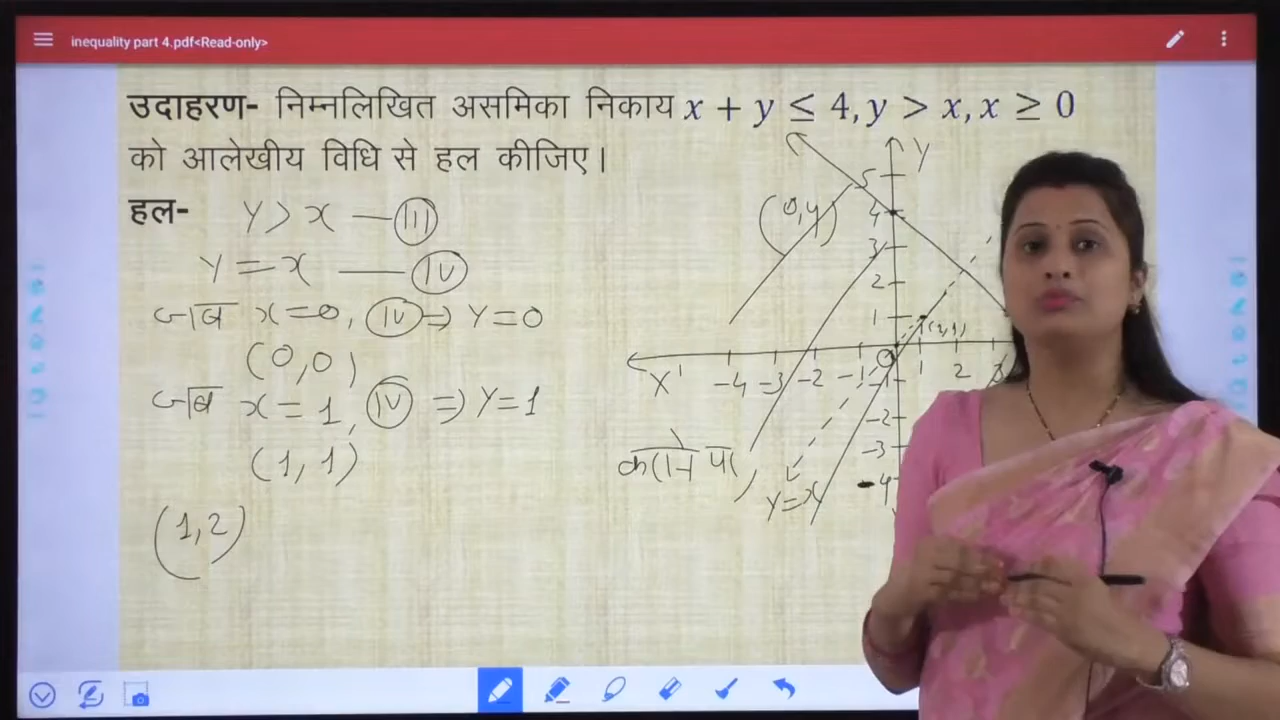 inequality part 4.pdf<Read-only>
उदाहरण- निम्नलिखित असमिका निकाय x + y ≤ 4, y > x, x ≥ 0
को आलेखीय विधि से हल कीजिए।
हल- y > x — (III)
y = x — (IV)
जब x = 0, (IV) ⇒ y = 0
(0,0)
जब x = 1, (IV) ⇒ y = 1
(1, 1)
(1,2)
Y
5
4
(0,4)
3
2
1
(1,1)
X' -4 -3 -2 -1 0 1 2
-1
-2
-3
-4
y=x